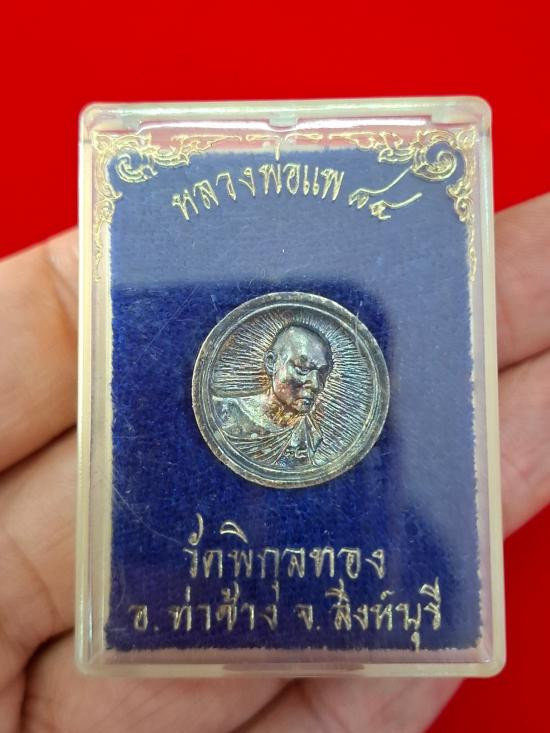 หลวงพ่อแพ ๘๔
วัดพิกุลทอง
อ. ท่าช้าง จ. สิงห์บุรี